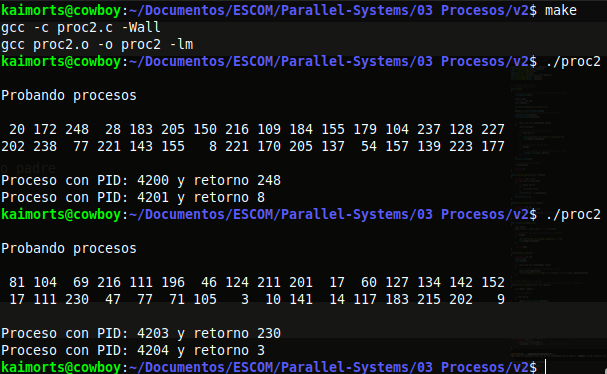 kaimorts@cowboy:~/Documentos/ESCOM/Parallel-Systems/03 Procesos/v2$ make
gcc -c proc2.c -Wall
gcc proc2.o -o proc2 -lm
kaimorts@cowboy:~/Documentos/ESCOM/Parallel-Systems/03 Procesos/v2$ ./proc2
Probando procesos
20 172 248 28 183 205 150 216 109 184 155 179 104 237 128 227
202 238 77 221 143 155 8 221 170 205 137 54 157 139 223 177
Proceso con PID: 4200 y retorno 248
Proceso con PID: 4201 y retorno 8
kaimorts@cowboy:~/Documentos/ESCOM/Parallel-Systems/03 Procesos/v2$ ./proc2
Probando procesos
81 104 69 216 111 196 46 124 211 201 17 60 127 134 142 152
17 111 230 47 77 71 105 3 10 141 14 117 183 215 202 9
Proceso con PID: 4203 y retorno 230
Proceso con PID: 4204 y retorno 3
kaimorts@cowboy:~/Documentos/ESCOM/Parallel-Systems/03 Procesos/v2$